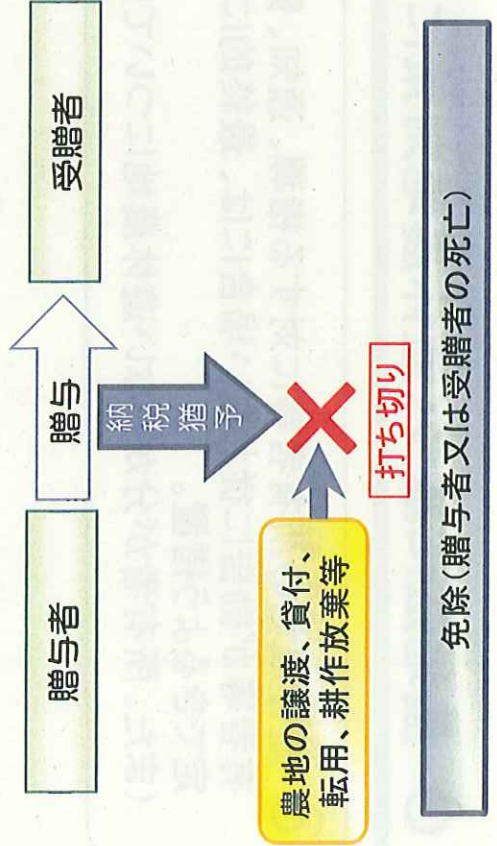 贈与者
贈与
受贈者
納税猶予
農地の譲渡、貸付、
転用、耕作放棄等
打ち切り
免除(贈与者又は受贈者の死亡)